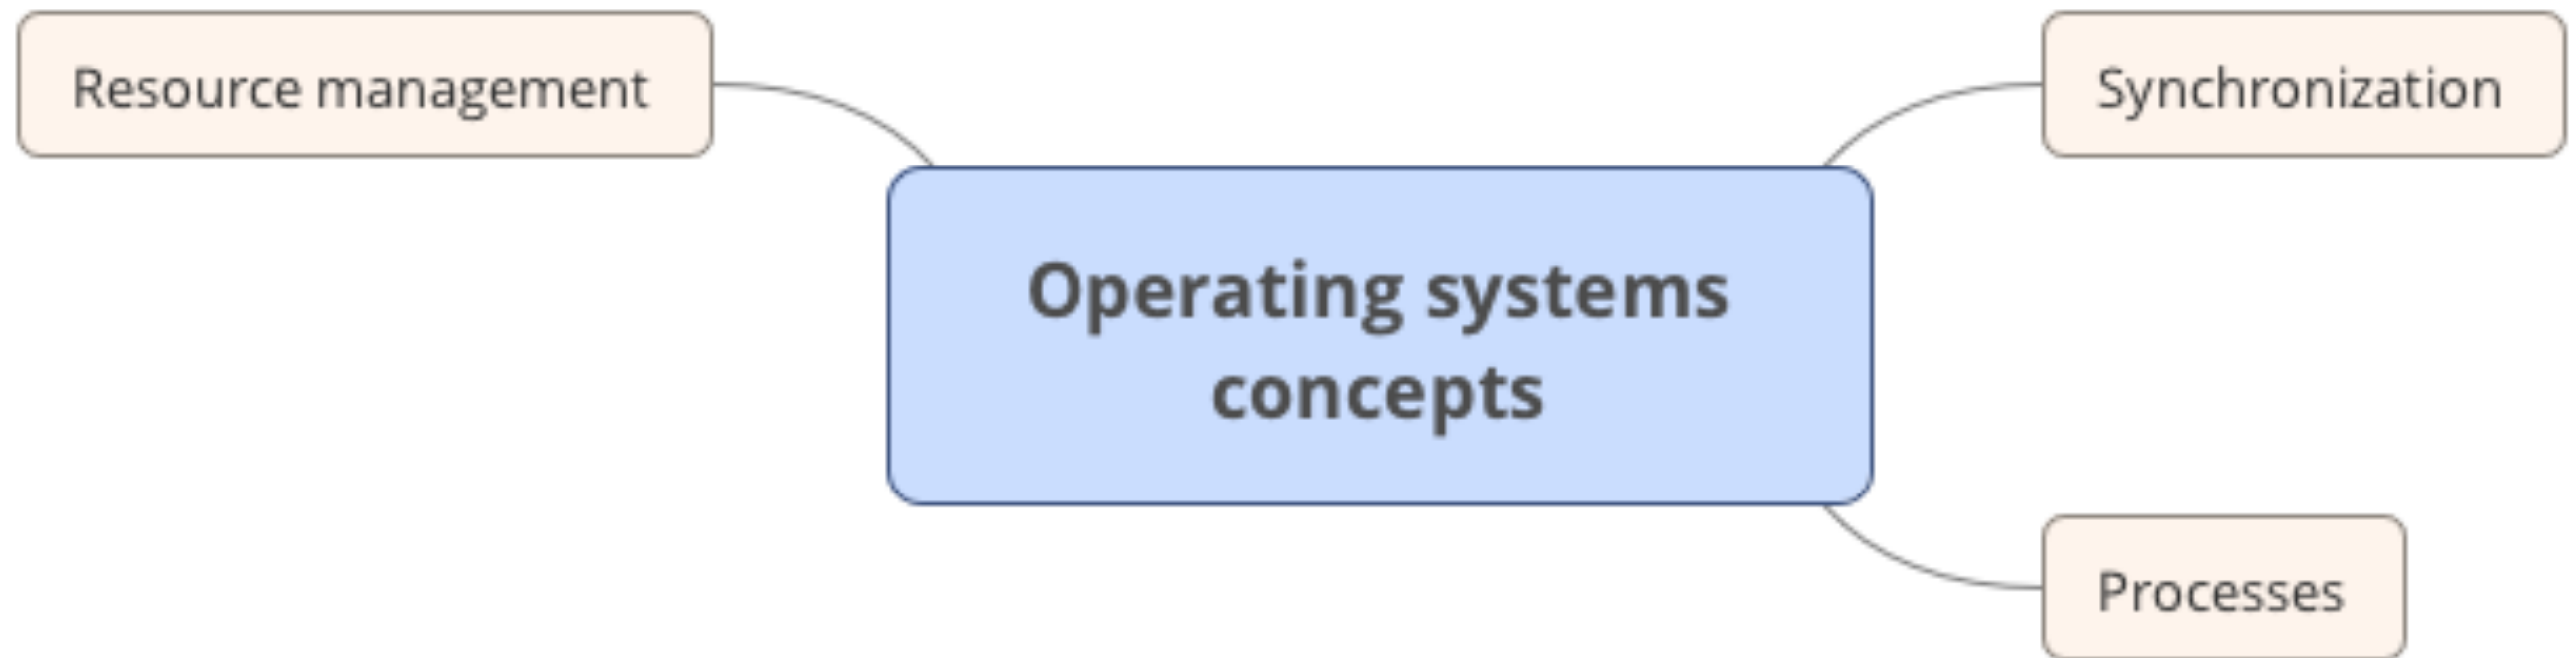 Resource management
Synchronization
Operating systems
concepts
Processes